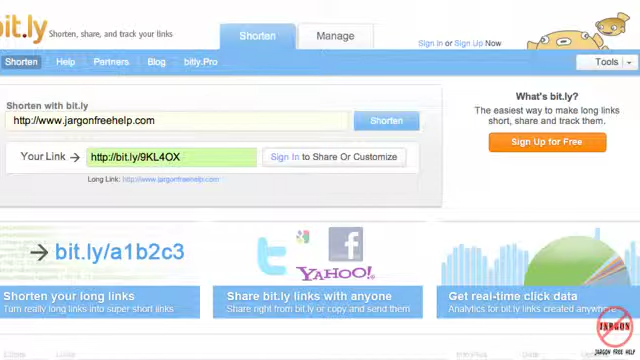 bit.ly Shorten, share, and track your links
Shorten
Manage
Sign In or Sign Up Now
Shorten Help Partners Blog bitly.Pro
Tools
Shorten with bit.ly
http://www.jargonfreehelp.com
Shorten
Your Link → http://bit.ly/9KL4OX
Sign In to Share Or Customize
Long Link: http://www.jargonfreehelp.com
What's bit.ly?
The easiest way to make long links
short, share and track them.
Sign Up for Free
→ bit.ly/a1b2c3
Shorten your long links
Turn really long links into super short links
YAHOO!
Share bit.ly links with anyone
Share right from bit.ly or copy and send them
Get real-time click data
Analytics for bit.ly links created anywhere
JARGON
JARGON FREE HELP